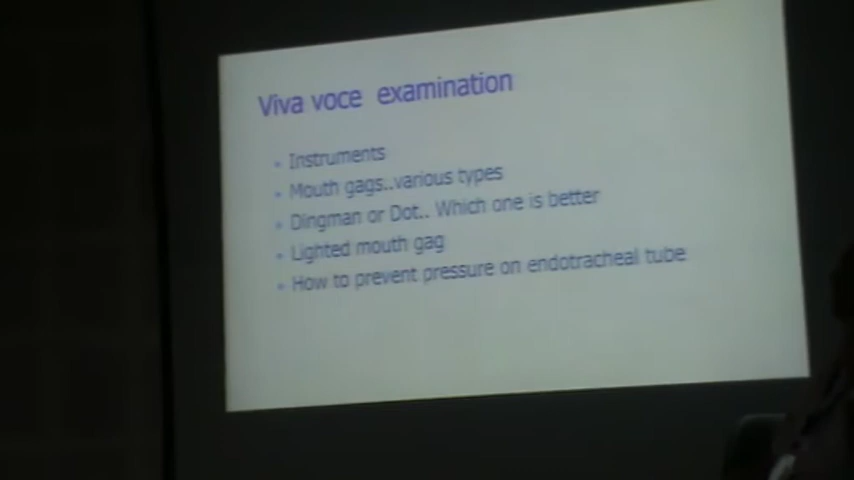 Viva voce examination
Instruments
Mouth gags..various types
Dingman or Dot.. Which one is better
Lighted mouth gag
How to prevent pressure on endotracheal tube